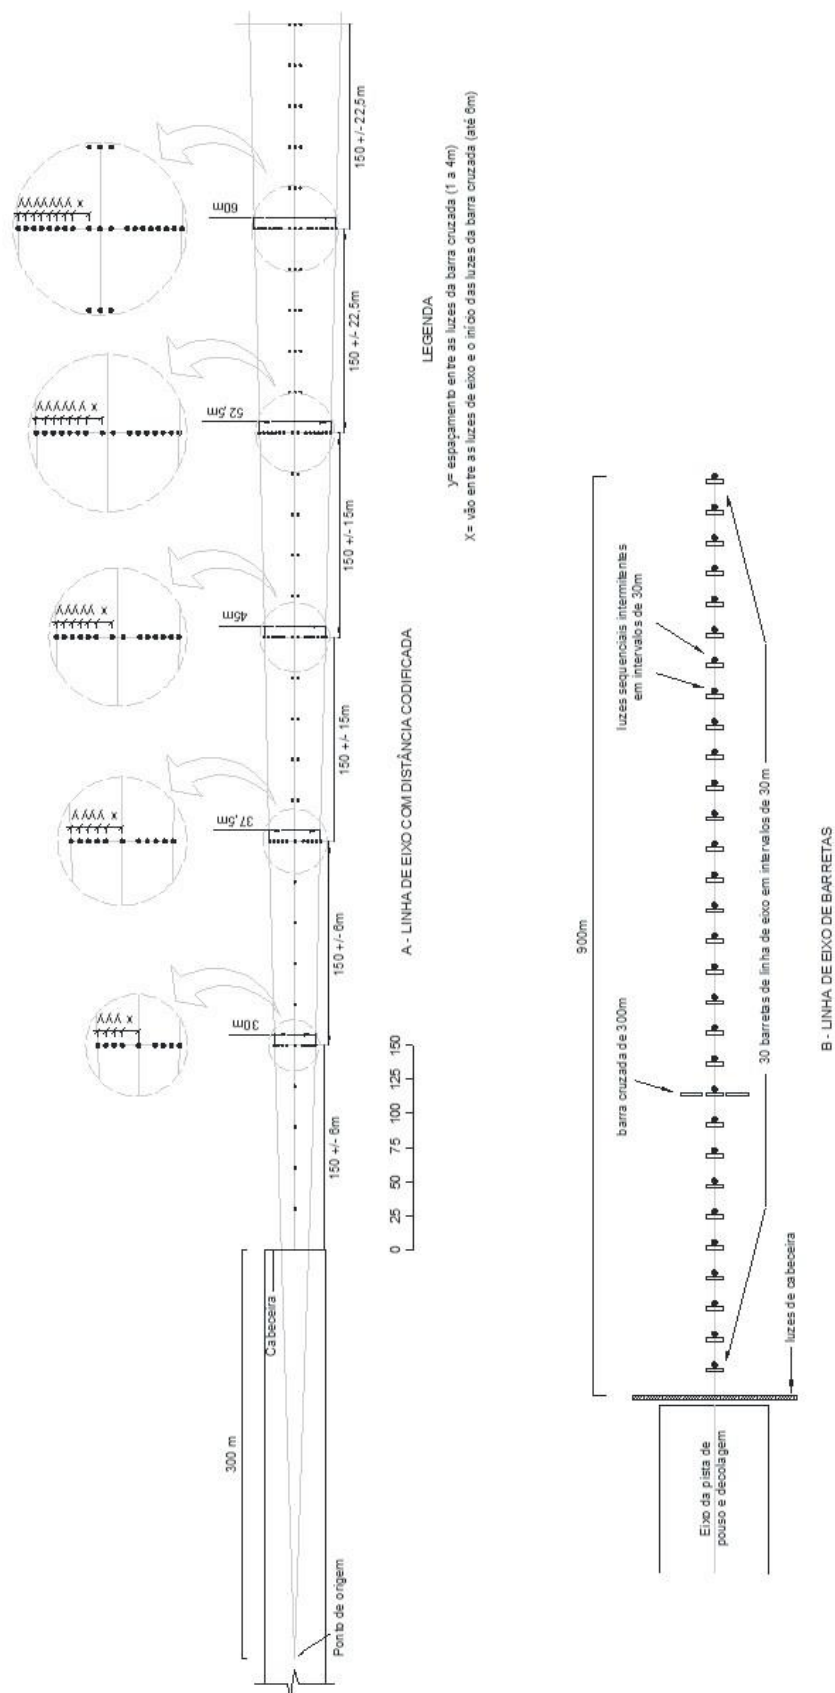 300 m
Cabeceira
Ponto de origem
150 +/- 6m
150 +/- 6m
150 +/- 15m
150 +/- 15m
150 +/- 22,5m
150 +/- 22,5m
30m
37,5m
45m
52,5m
60m
YYY X
YYYY X
YYYYY X
YYYYYY X
YYYYYYY X
0 25 50 75 100 125 150
A - LINHA DE EIXO COM DISTÂNCIA CODIFICADA
LEGENDA
y= espaçamento entre as luzes da barra cruzada (1 a 4m)
X= vão entre as luzes de eixo e o início das luzes da barra cruzada (até 6m)
900m
barra cruzada de 300m
luzes sequenciais intermitentes
em intervalos de 30m
Eixo da pista de
pouso e decolagem
luzes de cabeceira
30 barretas de linha de eixo em intervalos de 30m
B - LINHA DE EIXO DE BARRETAS